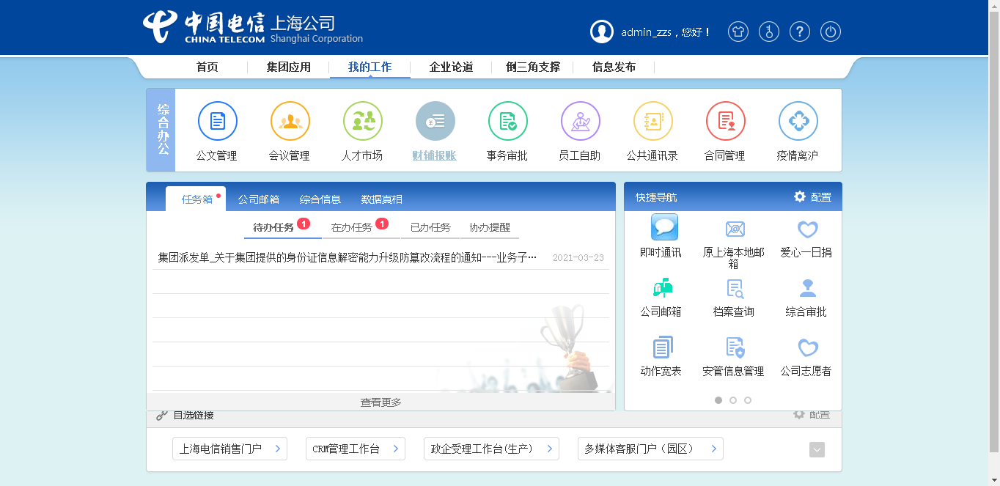 中国电信 上海公司
CHINA TELECOM Shanghai Corporation
admin_zzs，您好！
?
首页 集团应用 我的工作 企业论道 倒三角支撑 信息发布
综合办公
公文管理 会议管理 人才市场 财辅报账 事务审批 员工自助 公共通讯录 合同管理 疫情离沪
任务箱 公司邮箱 综合信息 数据真相
待办任务 1 在办任务 1 已办任务 协办提醒
集团派发单_关于集团提供的身份证信息解密能力升级防篡改流程的通知---业务子… 2021-03-23
查看更多
快捷导航 配置
即时通讯 原上海本地邮箱 爱心一日捐
公司邮箱 档案查询 综合审批
动作宽表 安管信息管理 公司志愿者
自选链接 配置
上海电信销售门户 CRM管理工作台 政企受理工作台(生产) 多媒体客服门户（园区）